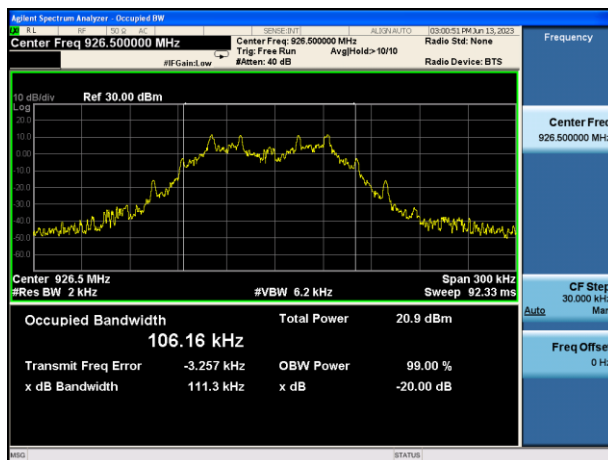 Agilent Spectrum Analyzer - Occupied BW
RL RF 50 Ω AC SENSE:INT ALIGN AUTO 03:00:51 PM Jun 13, 2023
Center Freq 926.500000 MHz Center Freq: 926.500000 MHz Radio Std: None Frequency
Trig: Free Run Avg|Hold:> 10/10
#IFGain:Low #Atten: 40 dB Radio Device: BTS
10 dB/div Ref 30.00 dBm
Log
20.0
10.0
0.00
-10.0
-20.0
-30.0
-40.0
-50.0
-60.0
Center Freq
926.500000 MHz
Center 926.5 MHz Span 300 kHz
#Res BW 2 kHz #VBW 6.2 kHz Sweep 92.33 ms
CF Step
30.000 kHz
Auto Man
Occupied Bandwidth Total Power 20.9 dBm
106.16 kHz
Transmit Freq Error -3.257 kHz OBW Power 99.00 %
x dB Bandwidth 111.3 kHz x dB -20.00 dB
Freq Offset
0 Hz
MSG STATUS